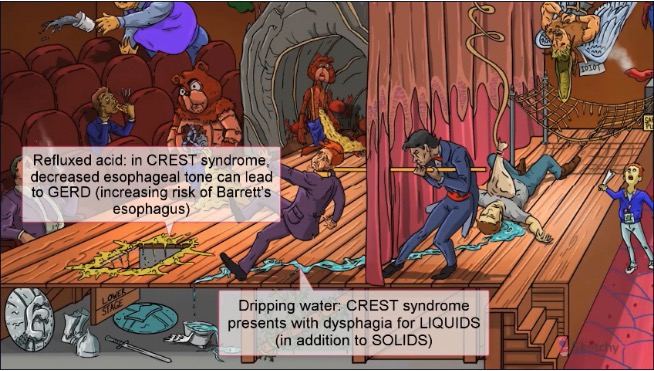 Refluxed acid: in CREST syndrome,
decreased esophageal tone can lead
to GERD (increasing risk of Barrett's
esophagus)
LOWER
STAGE
Dripping water: CREST syndrome
presents with dysphagia for LIQUIDS
(in addition to SOLIDS)
sketchy